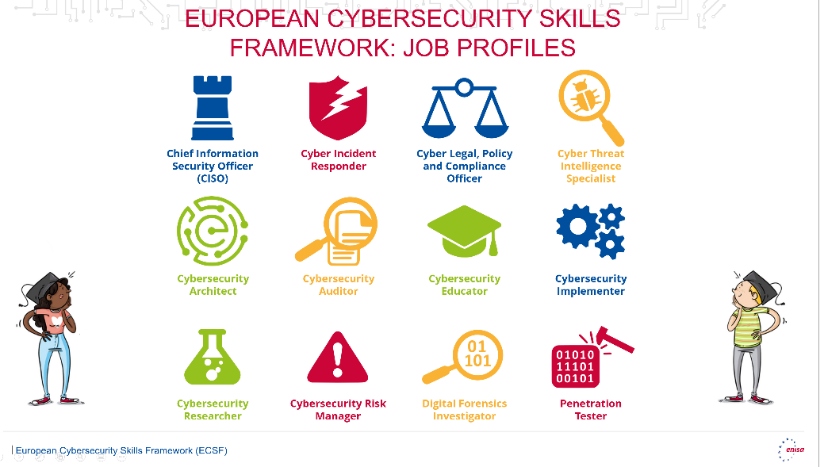 EUROPEAN CYBERSECURITY SKILLS
FRAMEWORK: JOB PROFILES
Chief Information
Security Officer
(CISO)
Cyber Incident
Responder
Cyber Legal, Policy
and Compliance
Officer
Cyber Threat
Intelligence
Specialist
Cybersecurity
Architect
Cybersecurity
Auditor
Cybersecurity
Educator
Cybersecurity
Implementer
01
101
01010
11101
00101
Cybersecurity
Researcher
Cybersecurity Risk
Manager
Digital Forensics
Investigator
Penetration
Tester
European Cybersecurity Skills Framework (ECSF)
enisa